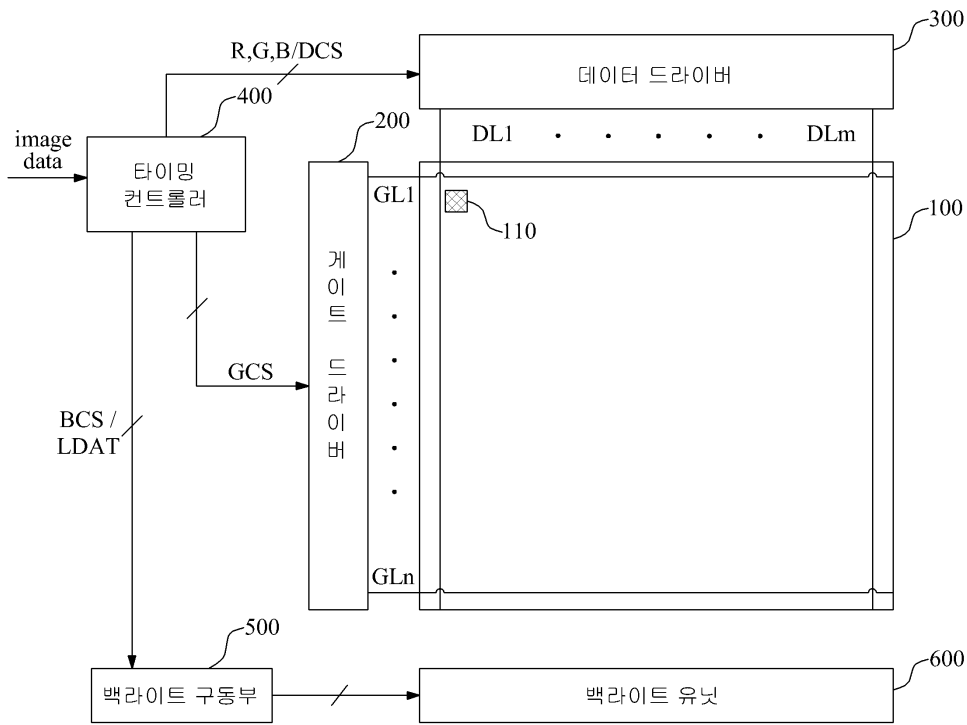 300
R,G,B/DCS
데이터 드라이버
400
200
DL1
DLm
image
data
타이밍
컨트롤러
GL1
100
110
게이트 드라이버
GCS
BCS /
LDAT
GLn
500
600
백라이트 구동부
백라이트 유닛